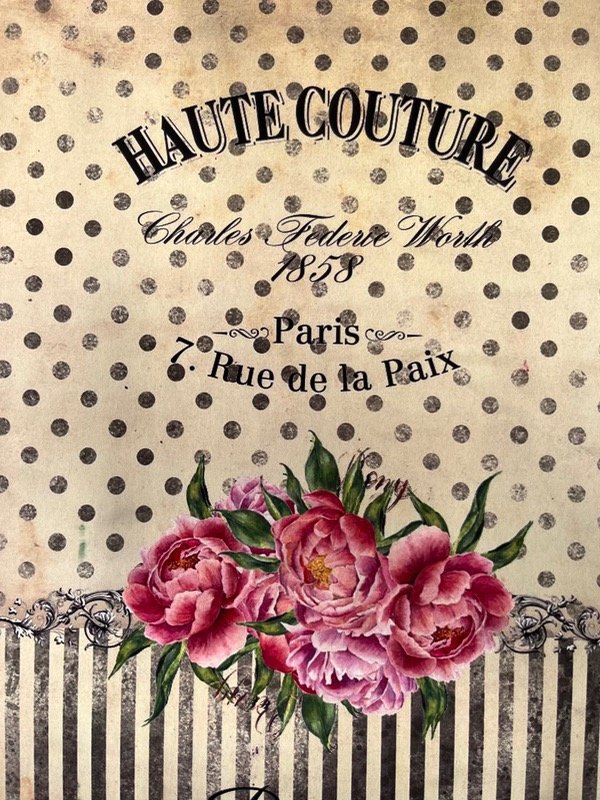 HAUTE COUTURE
Charles Federic Worth
1858
Paris
7. Rue de la Paix